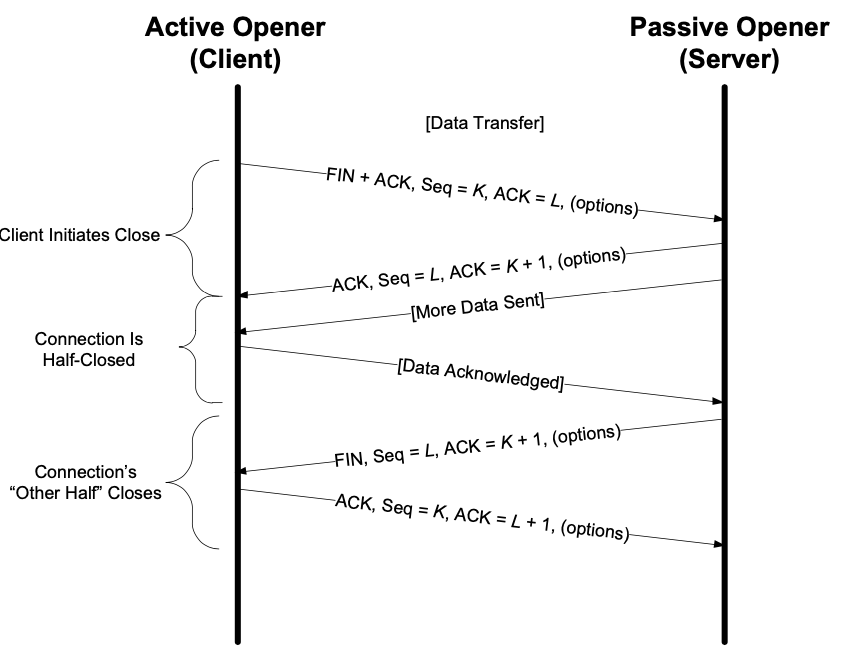 Active Opener
(Client)
Passive Opener
(Server)
[Data Transfer]
FIN + ACK, Seq = K, ACK = L, (options)
Client Initiates Close
ACK, Seq = L, ACK = K + 1, (options)
[More Data Sent]
Connection Is
Half-Closed
[Data Acknowledged]
FIN, Seq = L, ACK = K + 1, (options)
Connection’s
“Other Half” Closes
ACK, Seq = K, ACK = L + 1, (options)